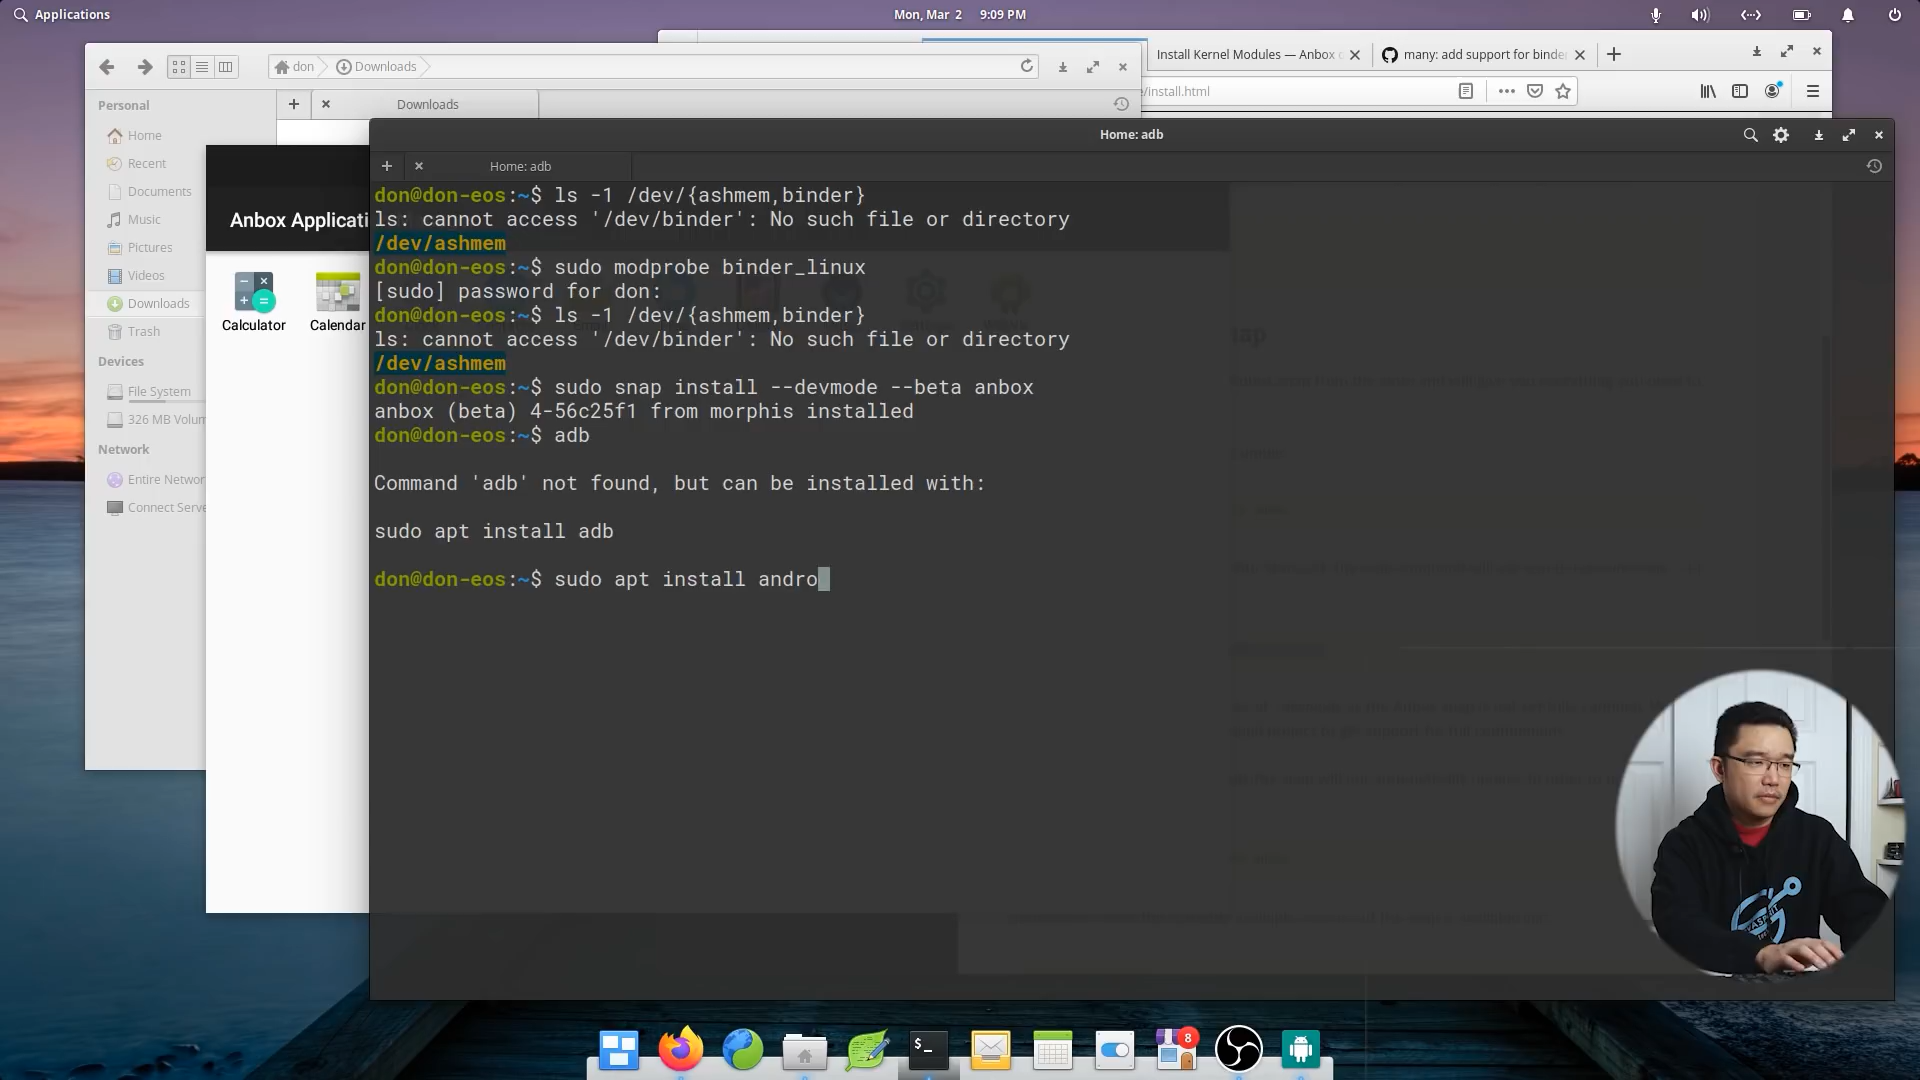 Applications
Mon, Mar 2 9:09 PM
don
Downloads
Install Kernel Modules — Anbox
many: add support for binde
/install.html
Personal
Downloads
Home
Recent
Documents
Music
Pictures
Videos
Downloads
Trash
Devices
File System
326 MB Volum
Network
Entire Networ
Connect Serve
Anbox Applicati
Calculator
Calendar
Home: adb
Home: adb
don@don-eos:~$ ls -1 /dev/{ashmem,binder}
ls: cannot access '/dev/binder': No such file or directory
/dev/ashmem
don@don-eos:~$ sudo modprobe binder_linux
[sudo] password for don:
don@don-eos:~$ ls -1 /dev/{ashmem,binder}
ls: cannot access '/dev/binder': No such file or directory
/dev/ashmem
don@don-eos:~$ sudo snap install --devmode --beta anbox
anbox (beta) 4-56c25f1 from morphis installed
don@don-eos:~$ adb
Command 'adb' not found, but can be installed with:
sudo apt install adb
don@don-eos:~$ sudo apt install andro
8